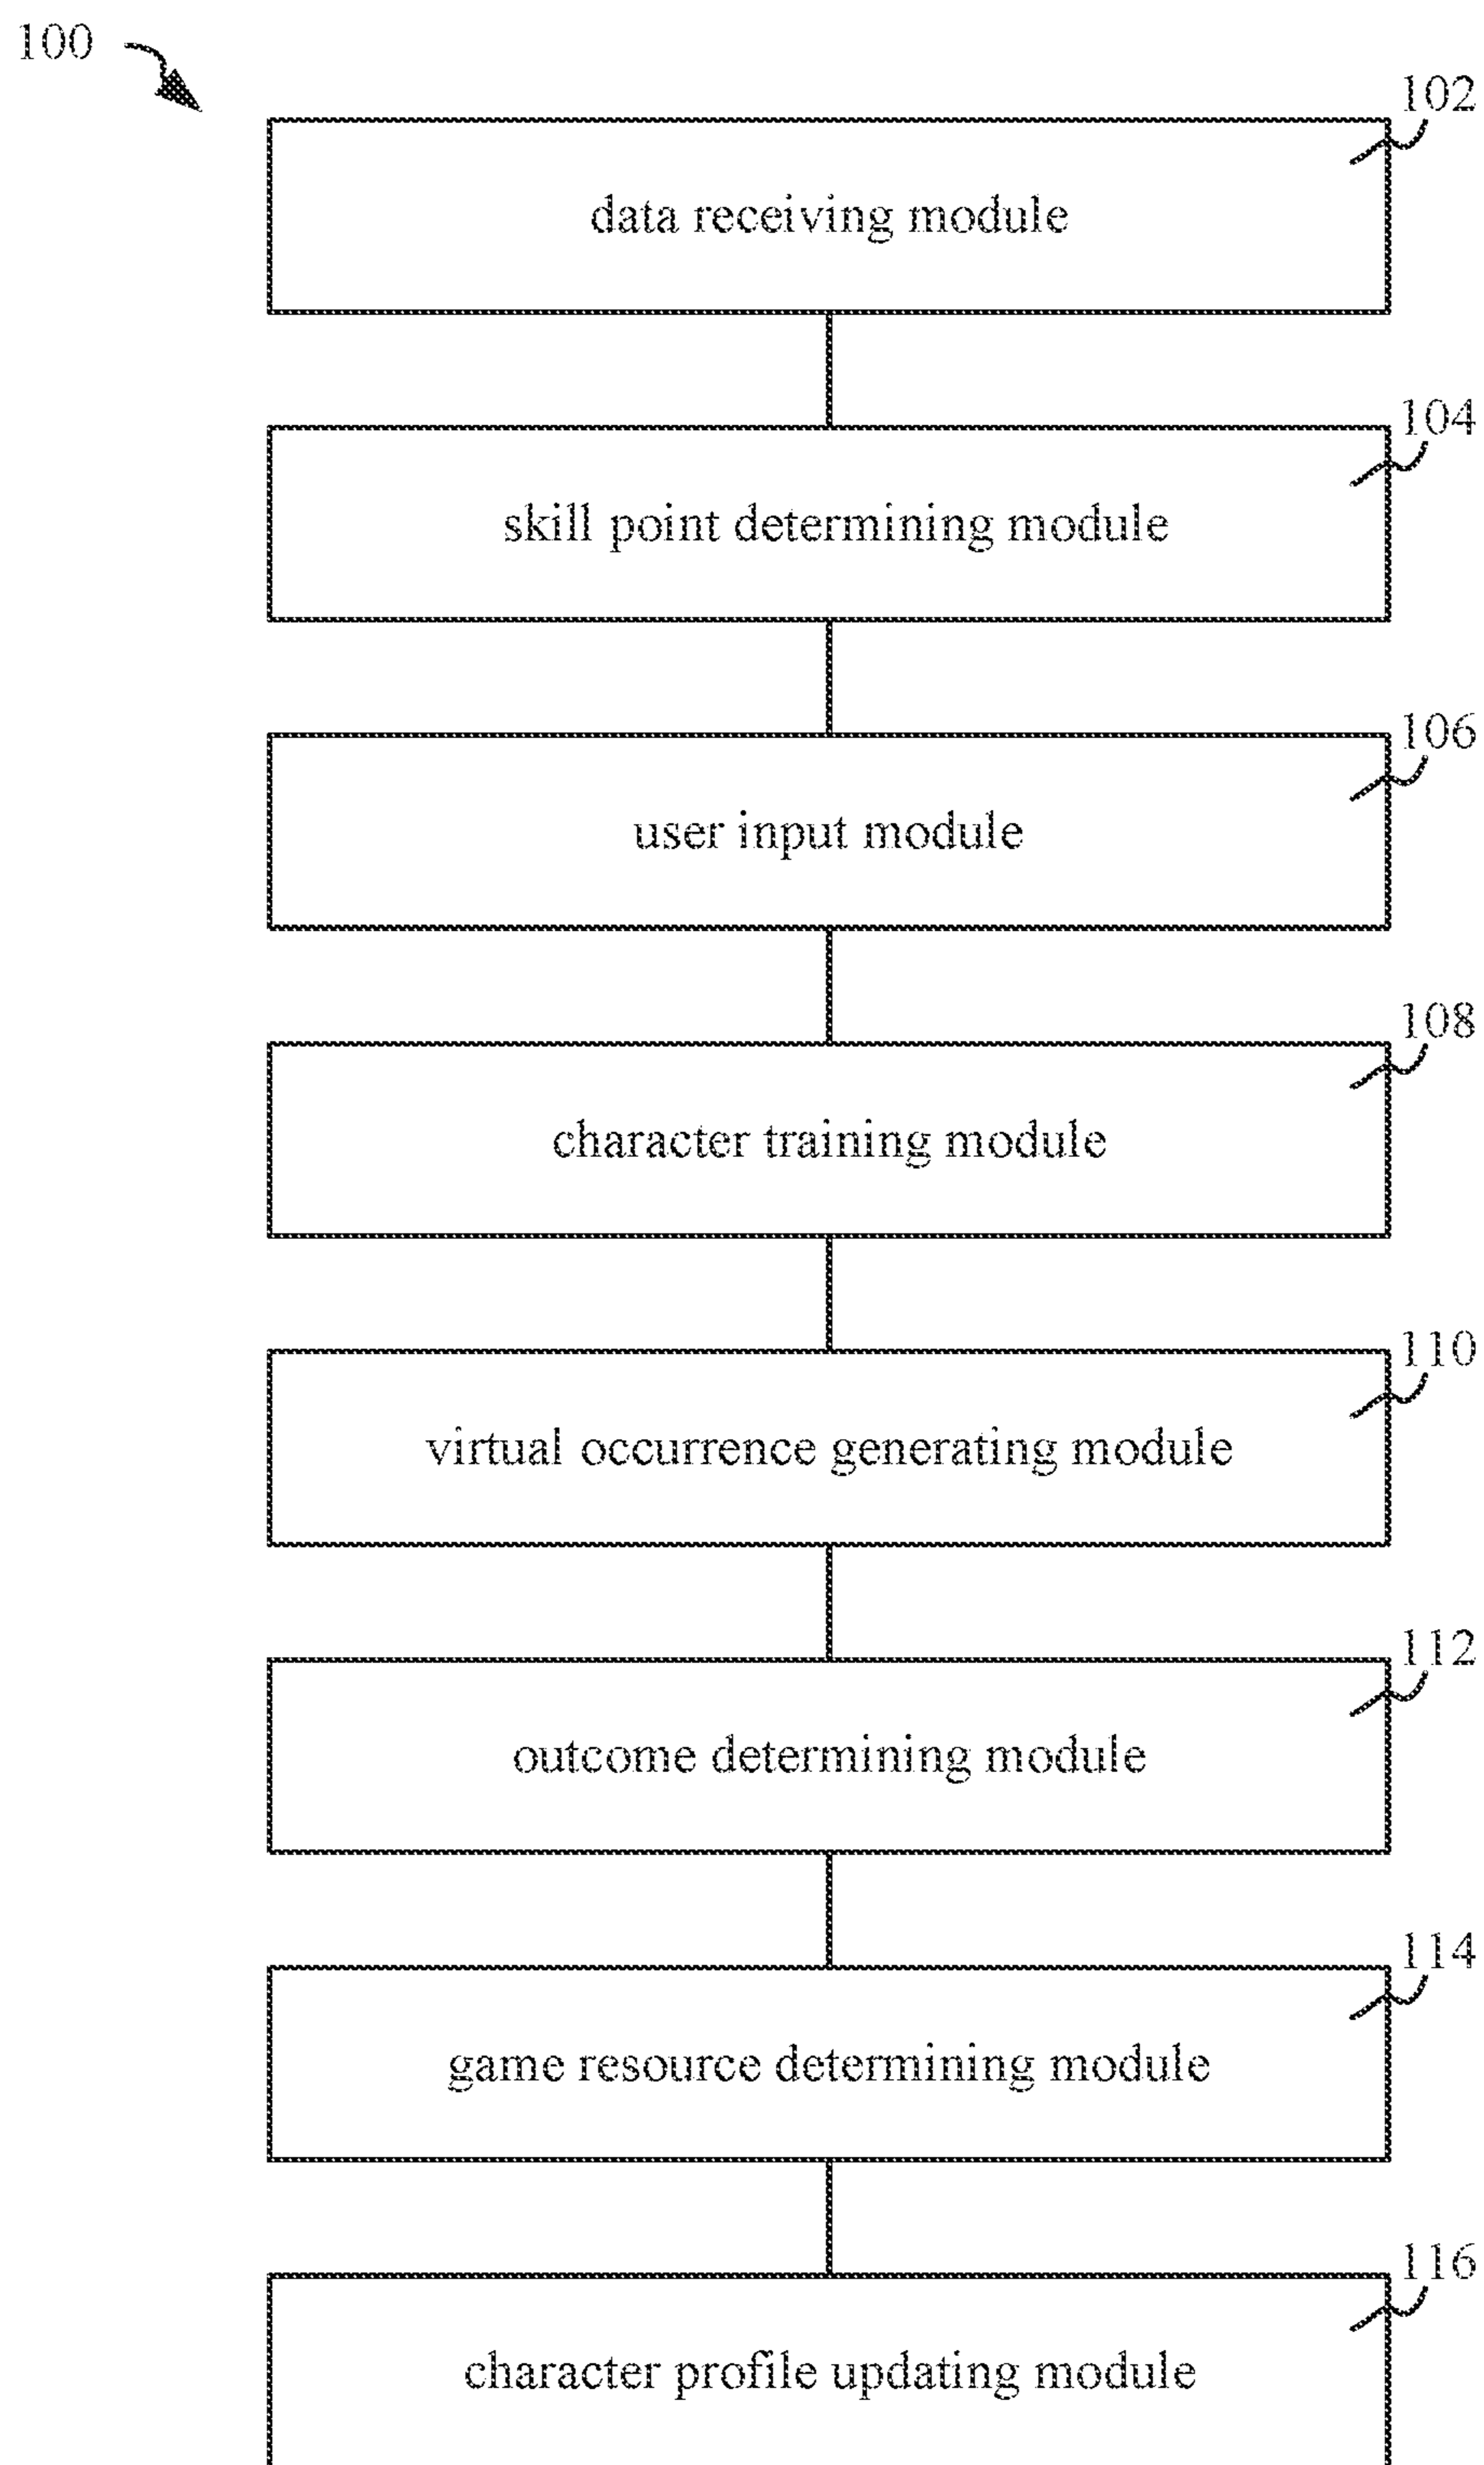 100
102
data receiving module
104
skill point determining module
106
user input module
108
character training module
110
virtual occurrence generating module
112
outcome determining module
114
game resource determining module
116
character profile updating module